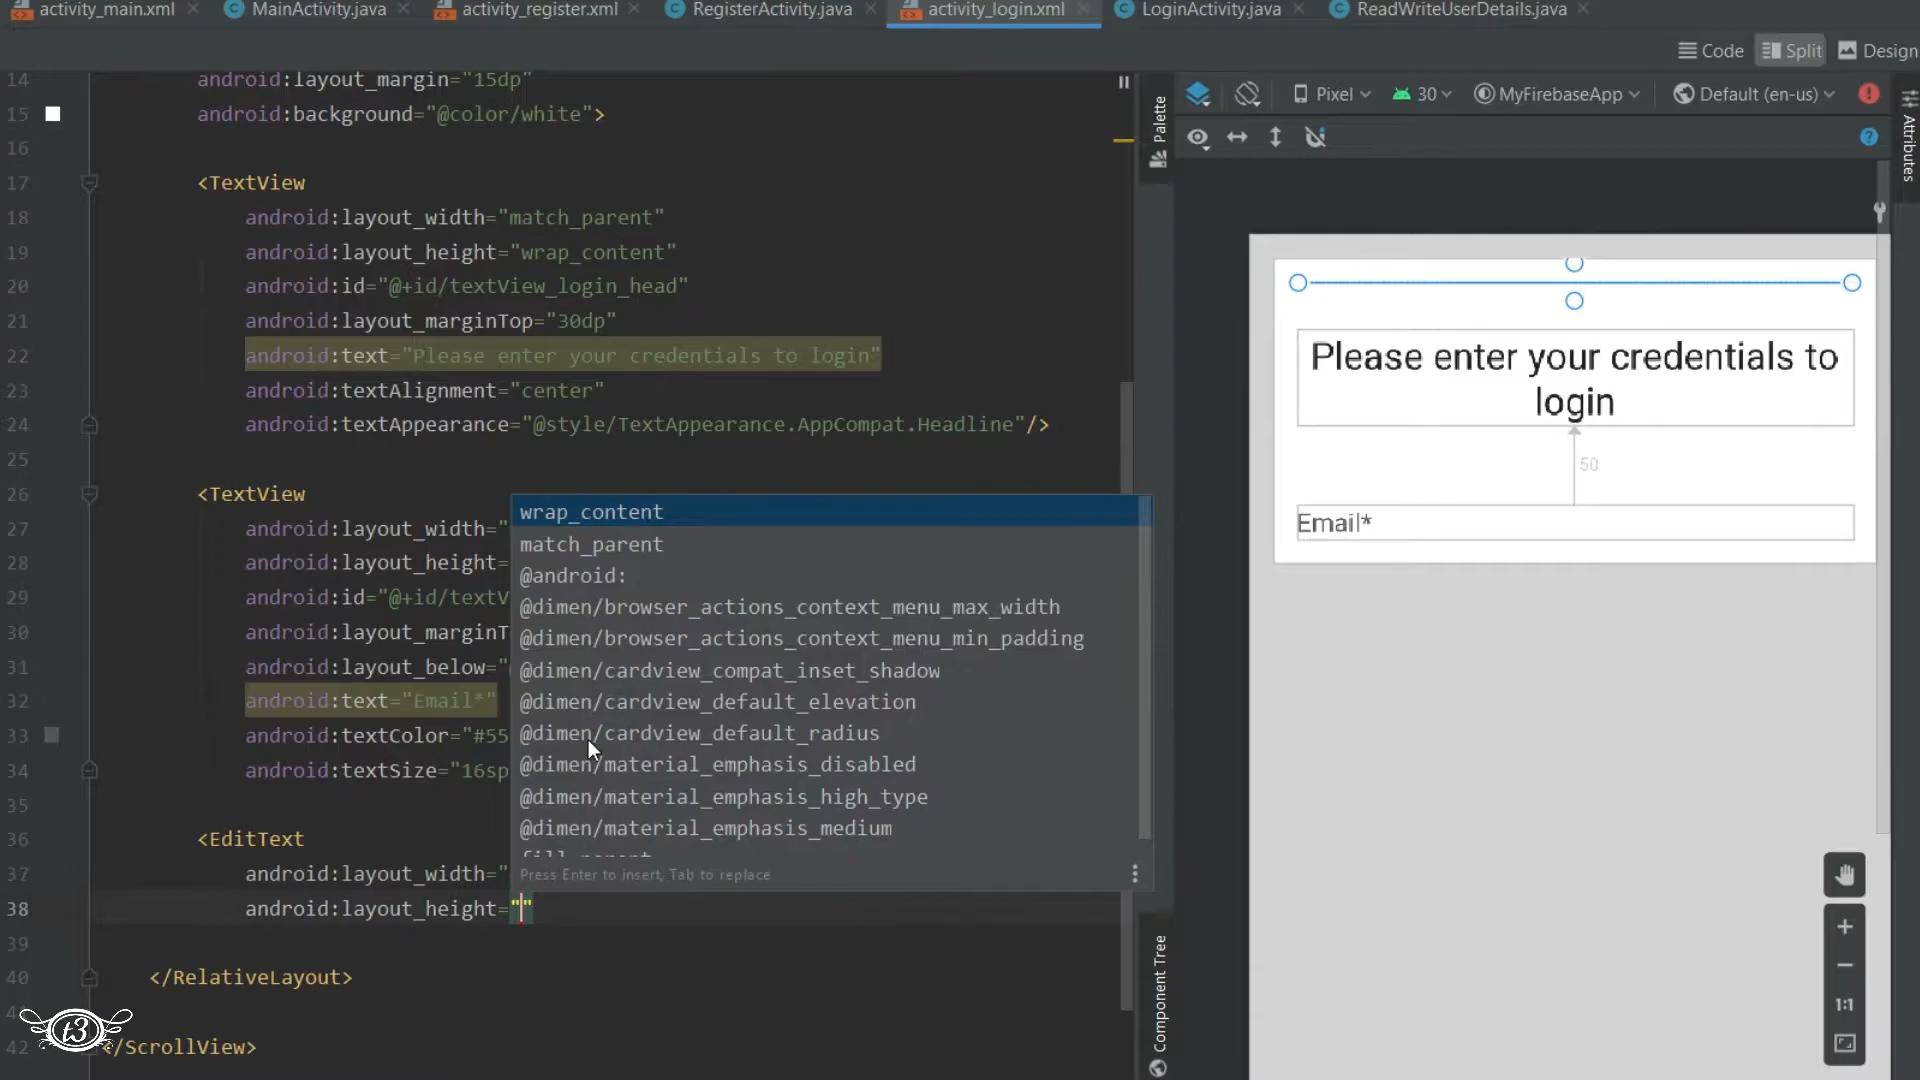 activity_main.xml
MainActivity.java
activity_register.xml
RegisterActivity.java
activity_login.xml
LoginActivity.java
ReadWriteUserDetails.java
Code
Split
Design
Pixel
30
MyFirebaseApp
Default (en-us)
Palette
Attributes
14 android:layout_margin="15dp"
15 android:background="@color/white">
16
17 <TextView
18 android:layout_width="match_parent"
19 android:layout_height="wrap_content"
20 android:id="@+id/textView_login_head"
21 android:layout_marginTop="30dp"
22 android:text="Please enter your credentials to login"
23 android:textAlignment="center"
24 android:textAppearance="@style/TextAppearance.AppCompat.Headline"/>
25
26 <TextView
27 android:layout_width="
28 android:layout_height=
29 android:id="@+id/textV
30 android:layout_marginT
31 android:layout_below="
32 android:text="Email*"
33 android:textColor="#55
34 android:textSize="16sp
35
36 <EditText
37 android:layout_width="
38 android:layout_height=""
39
40 </RelativeLayout>
42 </ScrollView>
wrap_content
match_parent
@android:
@dimen/browser_actions_context_menu_max_width
@dimen/browser_actions_context_menu_min_padding
@dimen/cardview_compat_inset_shadow
@dimen/cardview_default_elevation
@dimen/cardview_default_radius
@dimen/material_emphasis_disabled
@dimen/material_emphasis_high_type
@dimen/material_emphasis_medium
Press Enter to insert, Tab to replace
Please enter your credentials to
login
50
Email*
Component Tree
1:1
t3